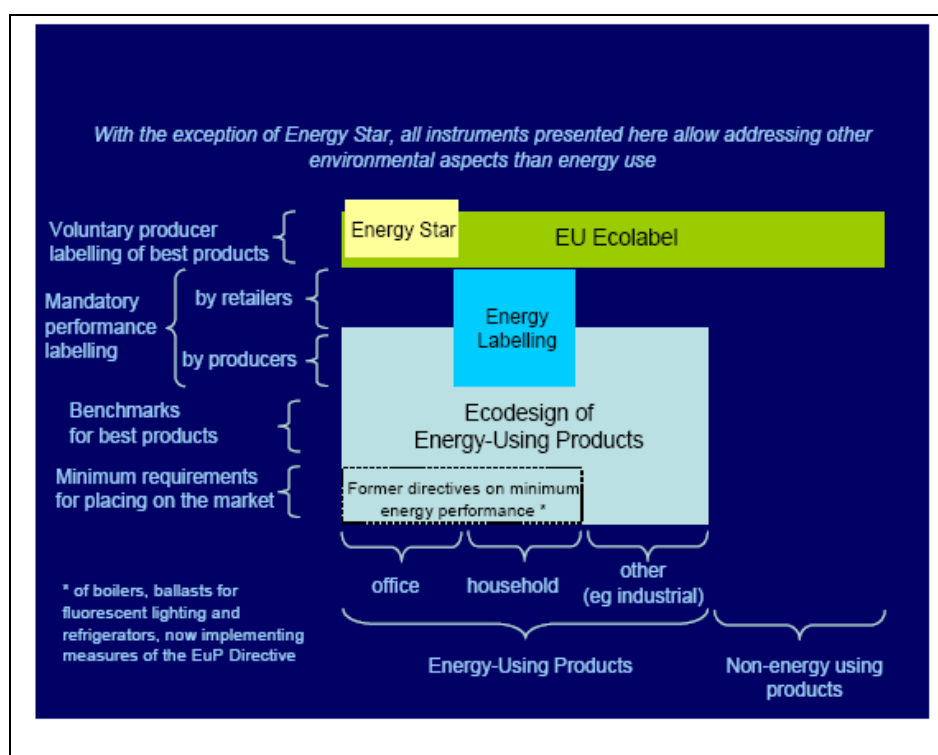 With the exception of Energy Star, all instruments presented here allow addressing other
environmental aspects than energy use
Voluntary producer
labelling of best products
Energy Star
EU Ecolabel
Mandatory
performance
labelling
by retailers
by producers
Energy
Labelling
Benchmarks
for best products
Ecodesign of
Energy-Using Products
Minimum requirements
for placing on the market
Former directives on minimum
energy performance *
office
household
other
(eg industrial)
* of boilers, ballasts for
fluorescent lighting and
refrigerators, now implementing
measures of the EuP Directive
Energy-Using Products
Non-energy using
products